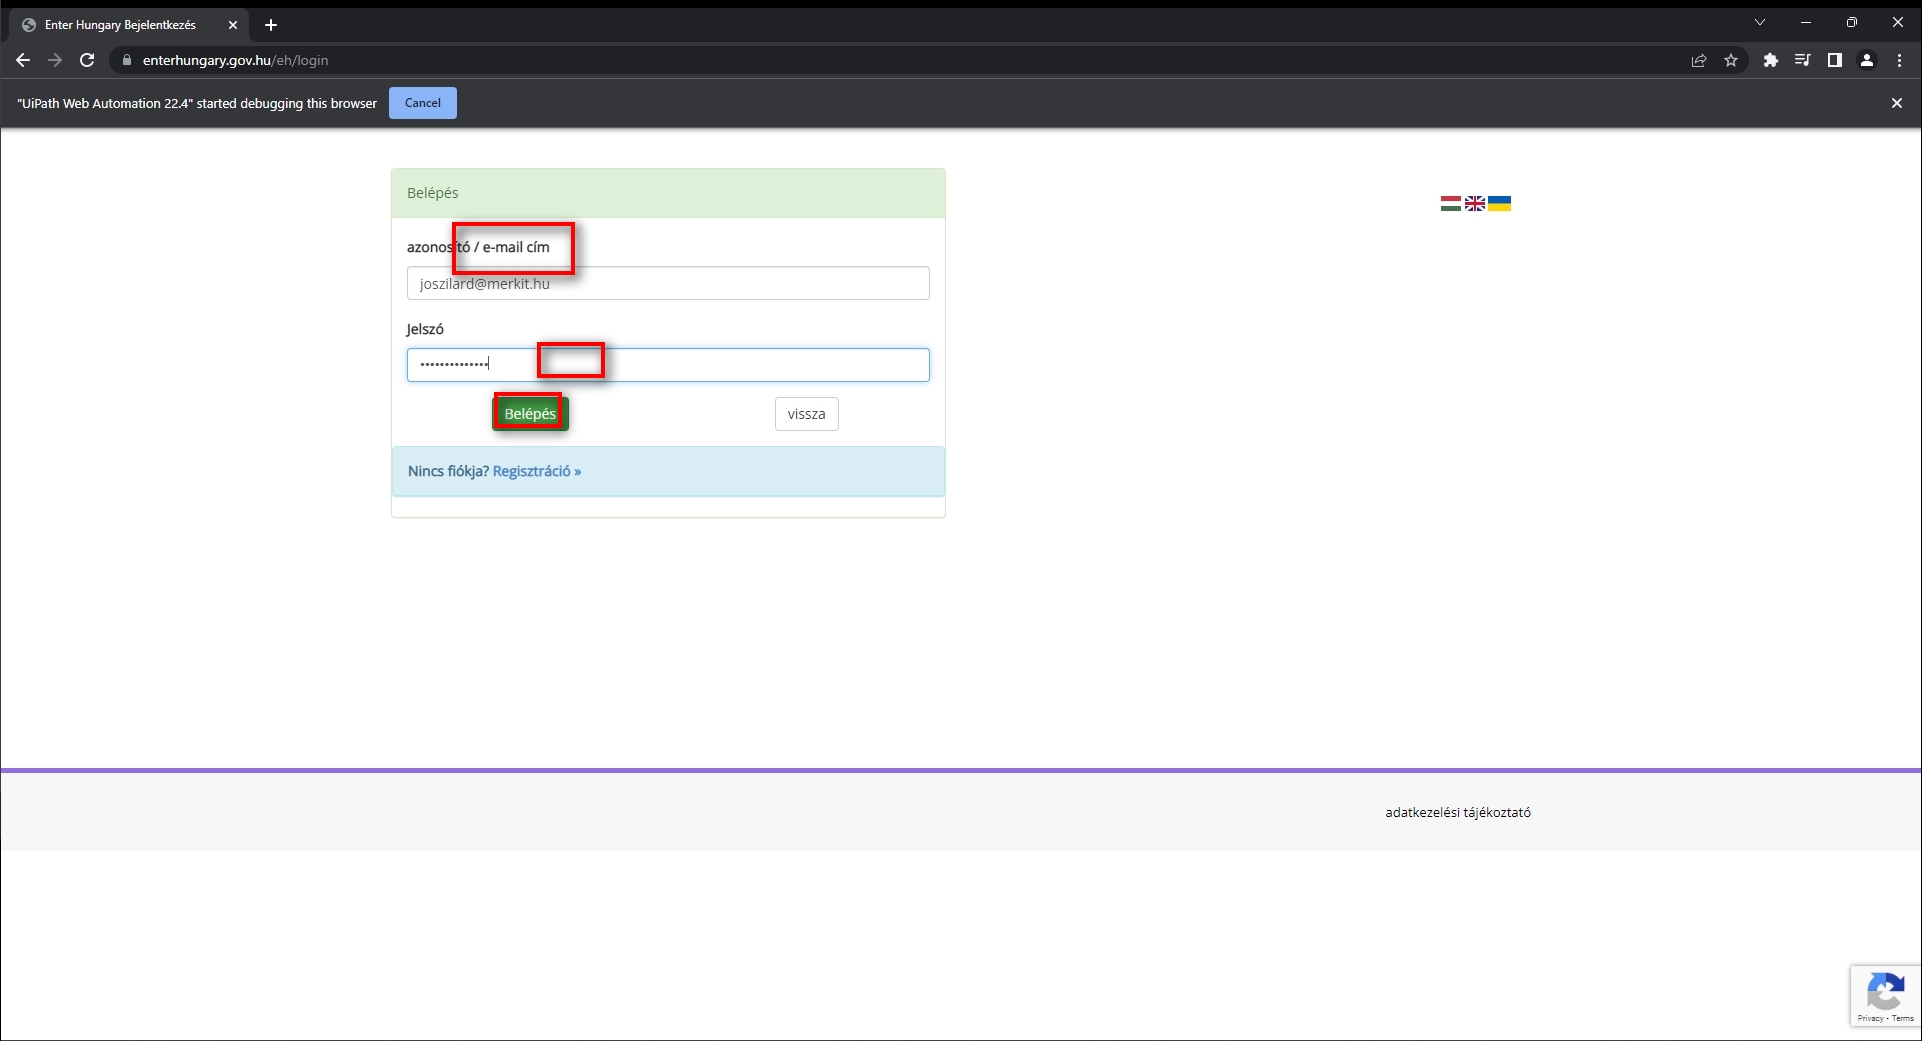 Enter Hungary Bejelentkezés
enterhungary.gov.hu/eh/login
"UiPath Web Automation 22.4" started debugging this browser
Cancel
Belépés
azonosító / e-mail cím
joszilard@merkit.hu
Jelszó
Belépés
vissza
Nincs fiókja? Regisztráció »
adatkezelési tájékoztató
Privacy - Terms